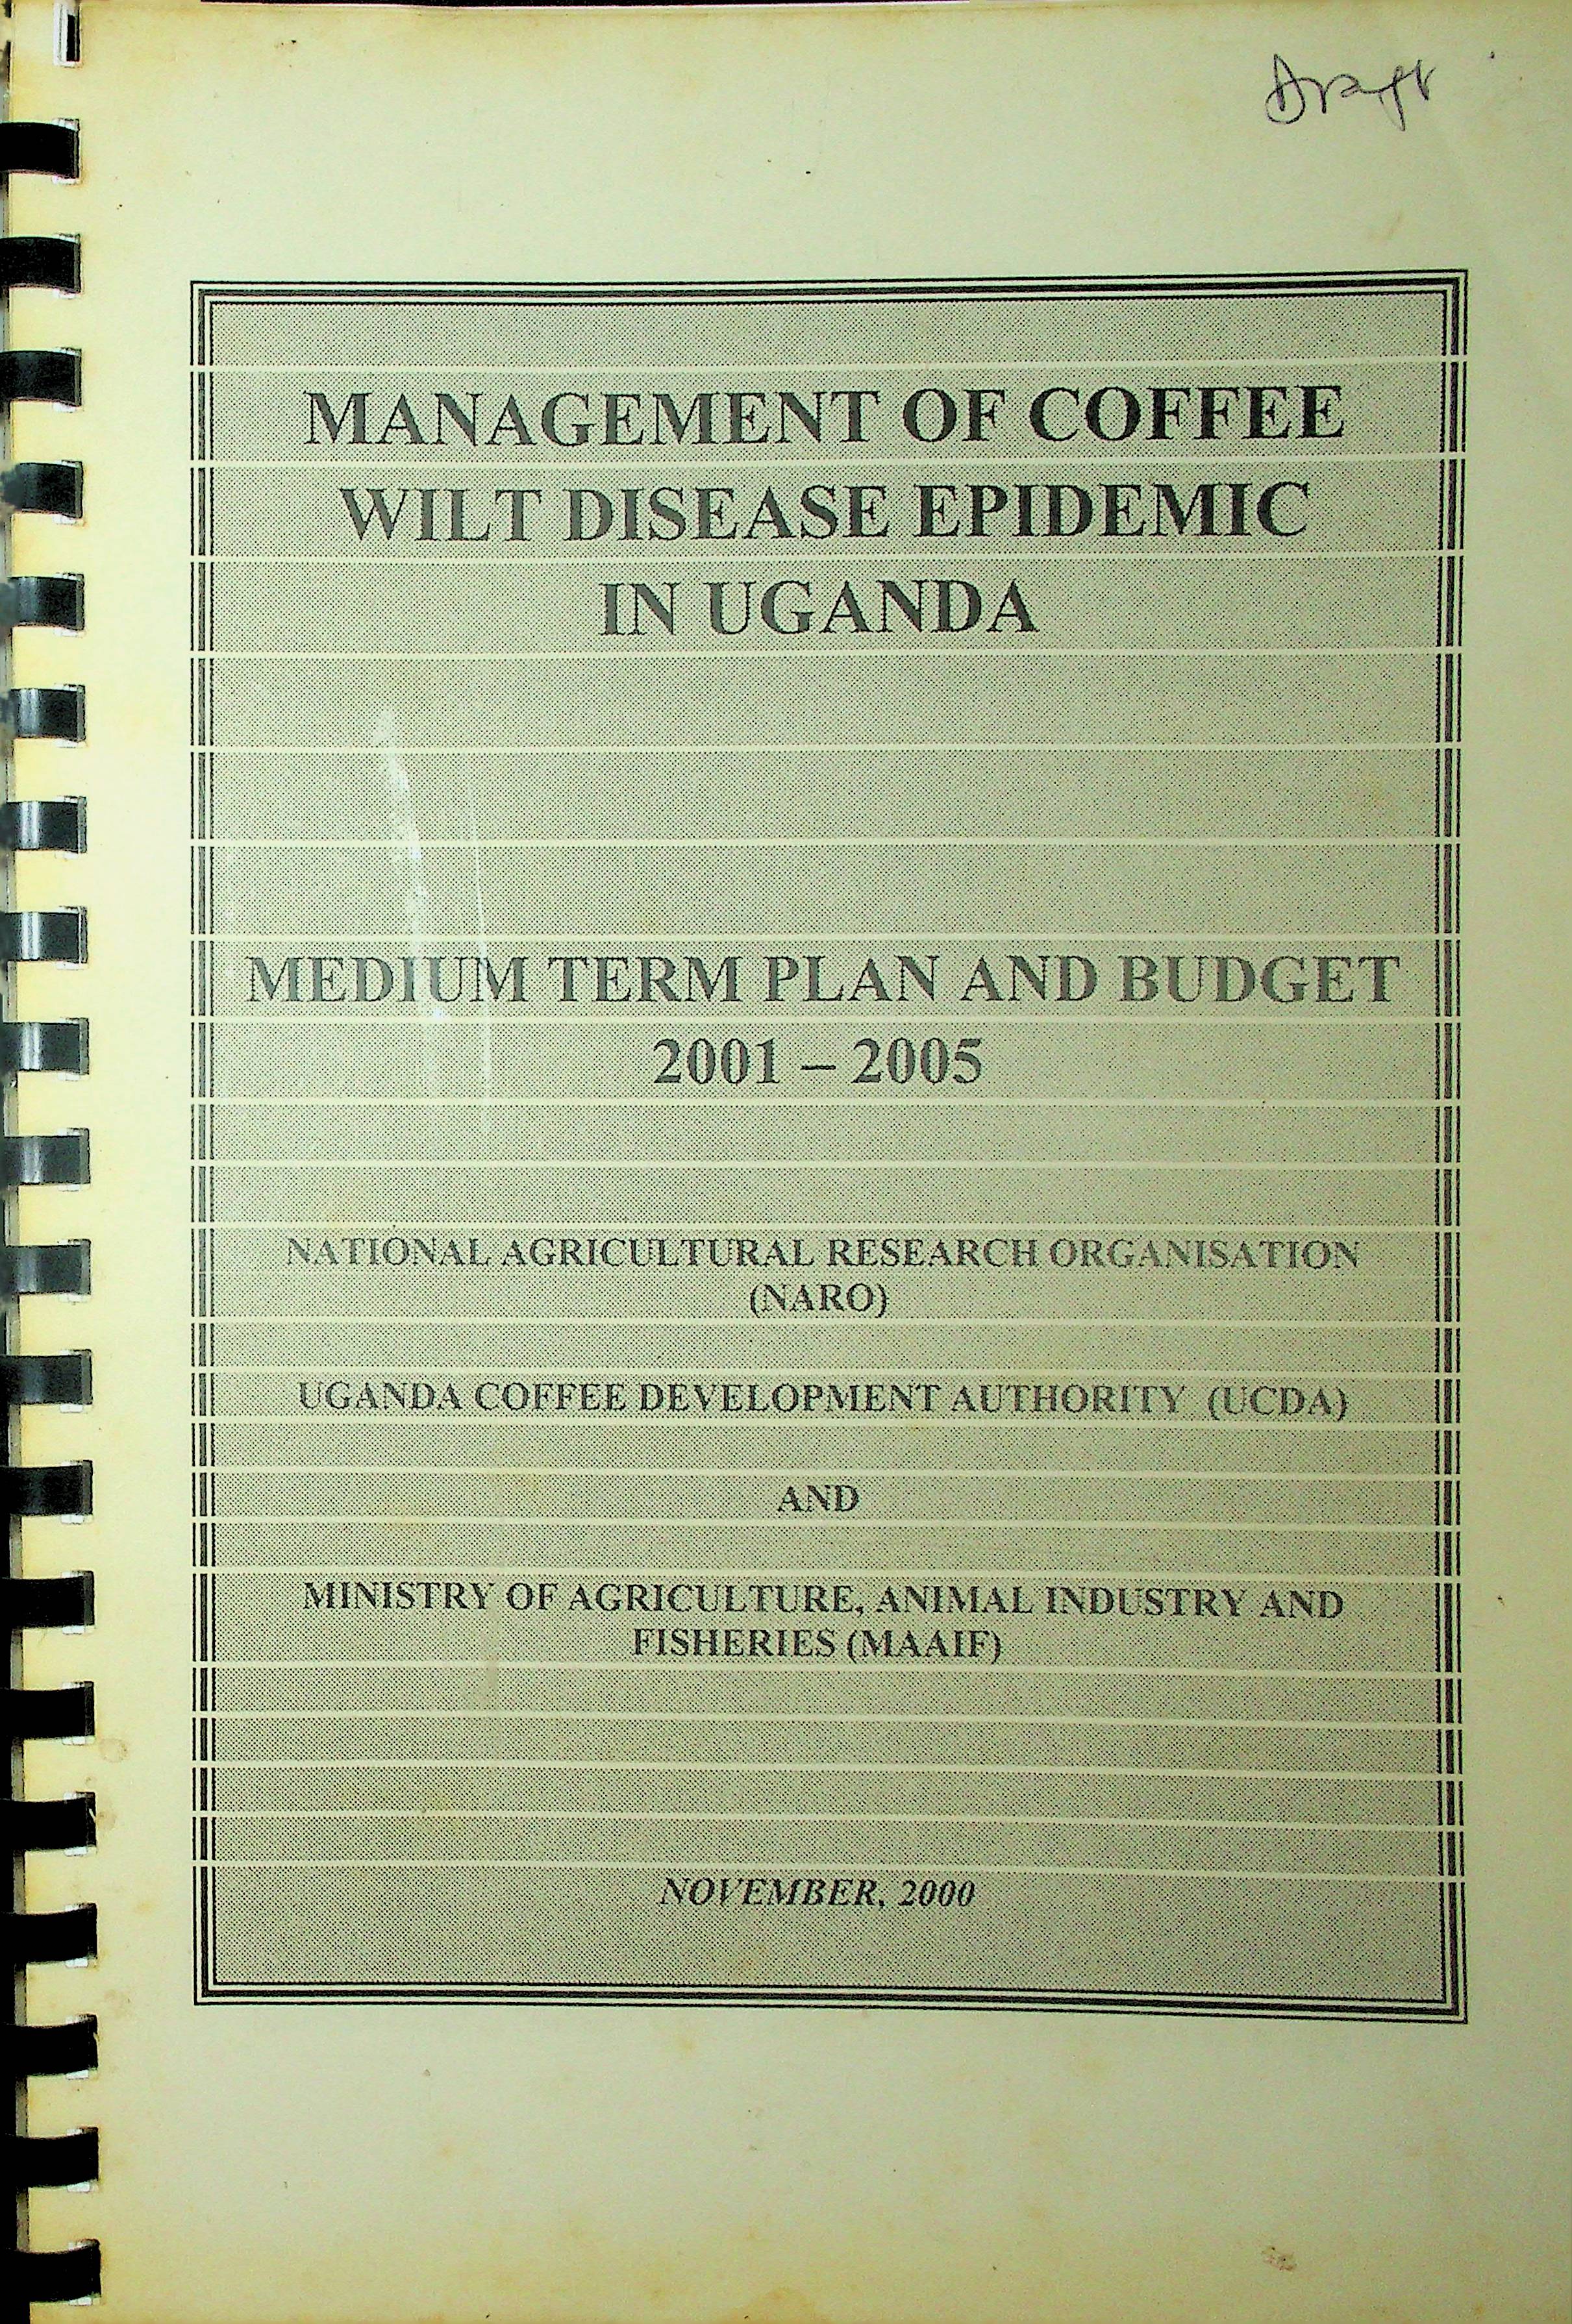 Draft
MANAGEMENT OF COFFEE
WILT DISEASE EPIDEMIC
IN UGANDA
MEDIUM TERM PLAN AND BUDGET
2001 – 2005
NATIONAL AGRICULTURAL RESEARCH ORGANISATION
(NARO)
UGANDA COFFEE DEVELOPMENT AUTHORITY (UCDA)
AND
MINISTRY OF AGRICULTURE, ANIMAL INDUSTRY AND
FISHERIES (MAAIF)
NOVEMBER, 2000